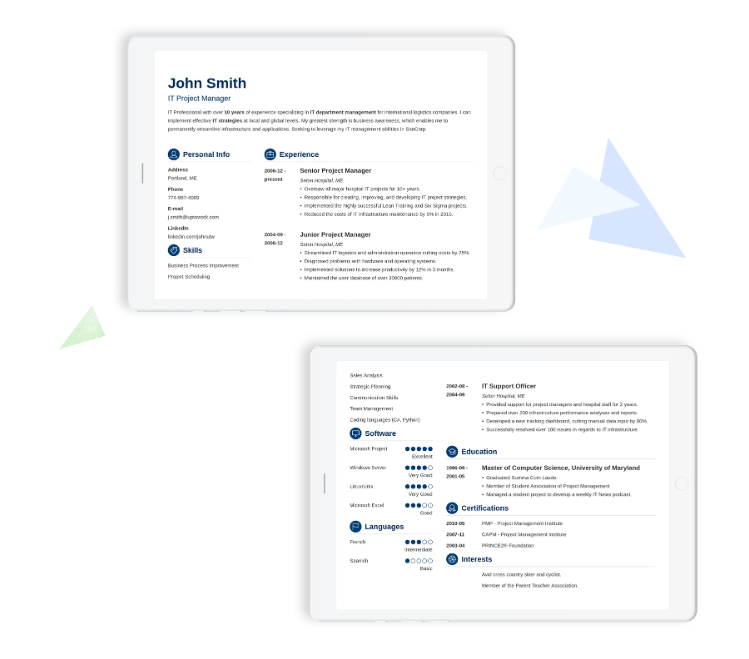 John Smith
IT Project Manager
IT Professional with over 10 years of experience specializing in IT department management for international logistics companies. I can
implement effective IT strategies at local and global levels. My greatest strength is business awareness, which enables me to
permanently streamline infrastructure and applications. Seeking to leverage my IT management abilities in SunCorp.
Personal Info
Address
Portland, ME
Phone
774-987-4009
E-mail
j.smith@uptowork.com
LinkedIn
linkedin.com/johnutw
Skills
Business Process Improvement
Project Scheduling
Experience
2006-12 -
present
Senior Project Manager
Seton Hospital, ME
• Oversaw all major hospital IT projects for 10+ years.
• Responsible for creating, improving, and developing IT project strategies.
• Implemented the highly successful Lean Training and Six Sigma projects.
• Reduced the costs of IT infrastructure maintenance by 5% in 2015.
2004-09 -
2006-12
Junior Project Manager
Seton Hospital, ME
• Streamlined IT logistics and administration operation cutting costs by 25%
• Diagnosed problems with hardware and operating systems.
• Implemented solutions to increase productivity by 12% in 3 months.
• Maintained the user database of over 30000 patients.
Sales Analysis
Strategic Planning
Communication Skills
Team Management
Coding languages (C#, Python)
Software
Microsoft Project
Excellent
Windows Server
Very Good
Linux/Unix
Very Good
Microsoft Excel
Good
Languages
French
Intermediate
Spanish
Basic
2002-08 -
2004-09
IT Support Officer
Seton Hospital, ME
• Provided support for project managers and hospital staff for 2 years.
• Prepared over 200 infrastructure performance analyses and reports.
• Developed a new tracking dashboard, cutting manual data input by 90%.
• Successfully resolved over 100 issues in regards to IT infrastructure.
Education
1996-09 -
2001-05
Master of Computer Science, University of Maryland
• Graduated Summa Cum Laude.
• Member of Student Association of Project Management
• Managed a student project to develop a weekly IT News podcast.
Certifications
2010-05 PMP - Project Management Institute
2007-11 CAPM - Project Management Institute
2003-04 PRINCE2® Foundation
Interests
Avid cross country skier and cyclist.
Member of the Parent Teacher Association.